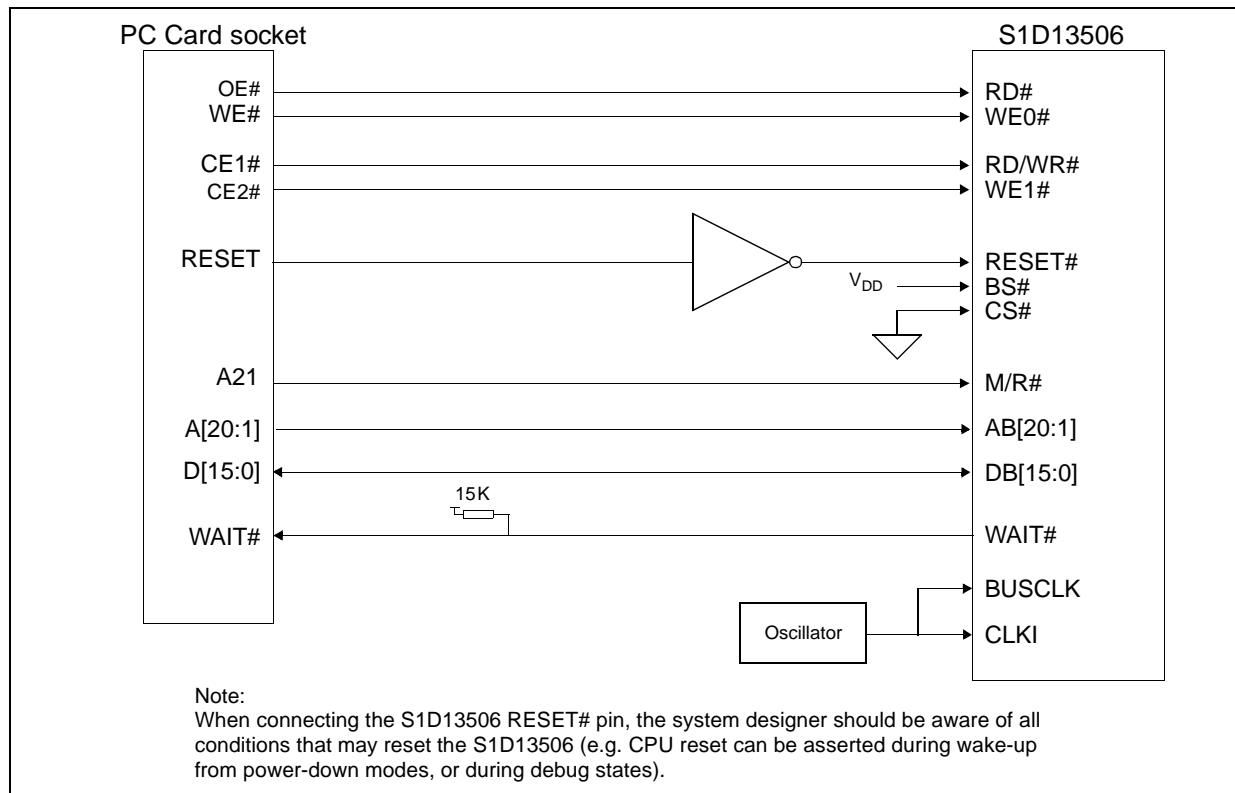 PC Card socket
S1D13506
OE#
RD#
WE#
WE0#
CE1#
RD/WR#
CE2#
WE1#
RESET
RESET#
VDD
BS#
CS#
A21
M/R#
A[20:1]
AB[20:1]
D[15:0]
DB[15:0]
15K
WAIT#
WAIT#
BUSCLK
Oscillator
CLKI
Note:
When connecting the S1D13506 RESET# pin, the system designer should be aware of all
conditions that may reset the S1D13506 (e.g. CPU reset can be asserted during wake-up
from power-down modes, or during debug states).